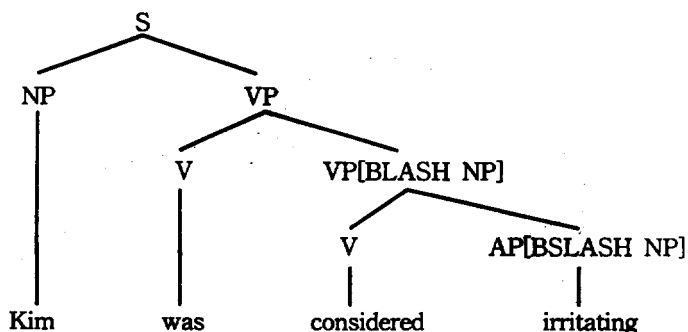 S
NP VP
V VP[BLASH NP]
V AP[BSLASH NP]
Kim was considered irritating